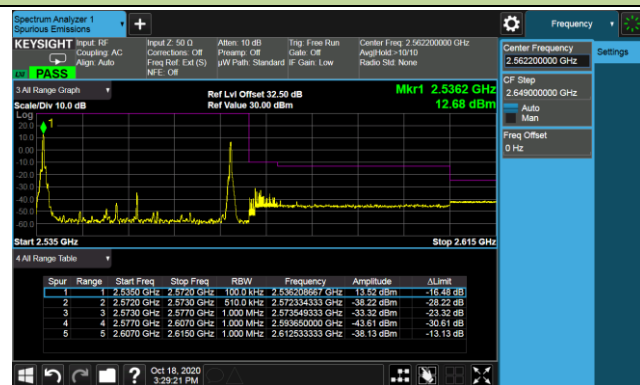 Spectrum Analyzer 1
Spurious Emissions
Frequency
KEYSIGHT
Input: RF
Coupling: AC
Align: Auto
Input Z: 50 Ω
Corrections: Off
Freq Ref: Ext (S)
NFE: Off
Atten: 10 dB
Preamp: Off
µW Path: Standard
Trig: Free Run
Gate: Off
IF Gain: Low
Center Freq: 2.562200000 GHz
Avg|Hold:>10/10
Radio Std: None
PASS
Center Frequency
2.562200000 GHz
Settings
CF Step
2.649000000 GHz
Auto
Man
Freq Offset
0 Hz
3 All Range Graph
Scale/Div 10.0 dB
Ref Lvl Offset 32.50 dB
Ref Value 30.00 dBm
Mkr1 2.5362 GHz
12.68 dBm
Log
20.0
1
10.0
0.00
-10.0
-20.0
-30.0
-40.0
-50.0
-60.0
Start 2.535 GHz
Stop 2.615 GHz
4 All Range Table
Spur Range Start Freq Stop Freq RBW Frequency Amplitude ΔLimit
1 1 2.5350 GHz 2.5720 GHz 100.0 kHz 2.536208667 GHz 13.52 dBm -16.48 dB
2 2 2.5720 GHz 2.5730 GHz 510.0 kHz 2.572334333 GHz -38.22 dBm -28.22 dB
3 3 2.5730 GHz 2.5770 GHz 1.000 MHz 2.573549333 GHz -33.32 dBm -23.32 dB
4 4 2.5770 GHz 2.6070 GHz 1.000 MHz 2.593650000 GHz -43.61 dBm -30.61 dB
5 5 2.6070 GHz 2.6150 GHz 1.000 MHz 2.612533333 GHz -38.13 dBm -13.13 dB
Oct 18, 2020
3:29:21 PM